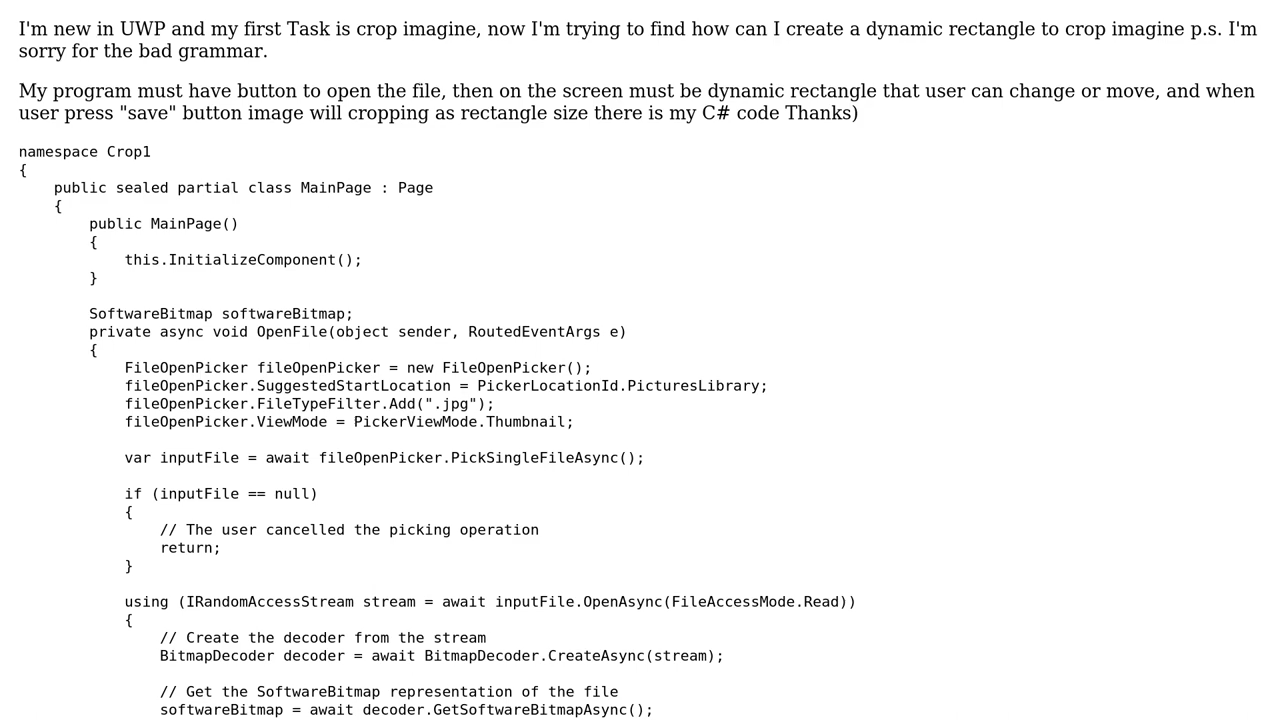 I'm new in UWP and my first Task is crop imagine, now I'm trying to find how can I create a dynamic rectangle to crop imagine p.s. I'm
sorry for the bad grammar.
My program must have button to open the file, then on the screen must be dynamic rectangle that user can change or move, and when
user press "save" button image will cropping as rectangle size there is my C# code Thanks)
namespace Crop1
{
    public sealed partial class MainPage : Page
    {
        public MainPage()
        {
            this.InitializeComponent();
        }
        SoftwareBitmap softwareBitmap;
        private async void OpenFile(object sender, RoutedEventArgs e)
        {
            FileOpenPicker fileOpenPicker = new FileOpenPicker();
            fileOpenPicker.SuggestedStartLocation = PickerLocationId.PicturesLibrary;
            fileOpenPicker.FileTypeFilter.Add(".jpg");
            fileOpenPicker.ViewMode = PickerViewMode.Thumbnail;
            var inputFile = await fileOpenPicker.PickSingleFileAsync();
            if (inputFile == null)
            {
                // The user cancelled the picking operation
                return;
            }
            using (IRandomAccessStream stream = await inputFile.OpenAsync(FileAccessMode.Read))
            {
                // Create the decoder from the stream
                BitmapDecoder decoder = await BitmapDecoder.CreateAsync(stream);
                // Get the SoftwareBitmap representation of the file
                softwareBitmap = await decoder.GetSoftwareBitmapAsync();